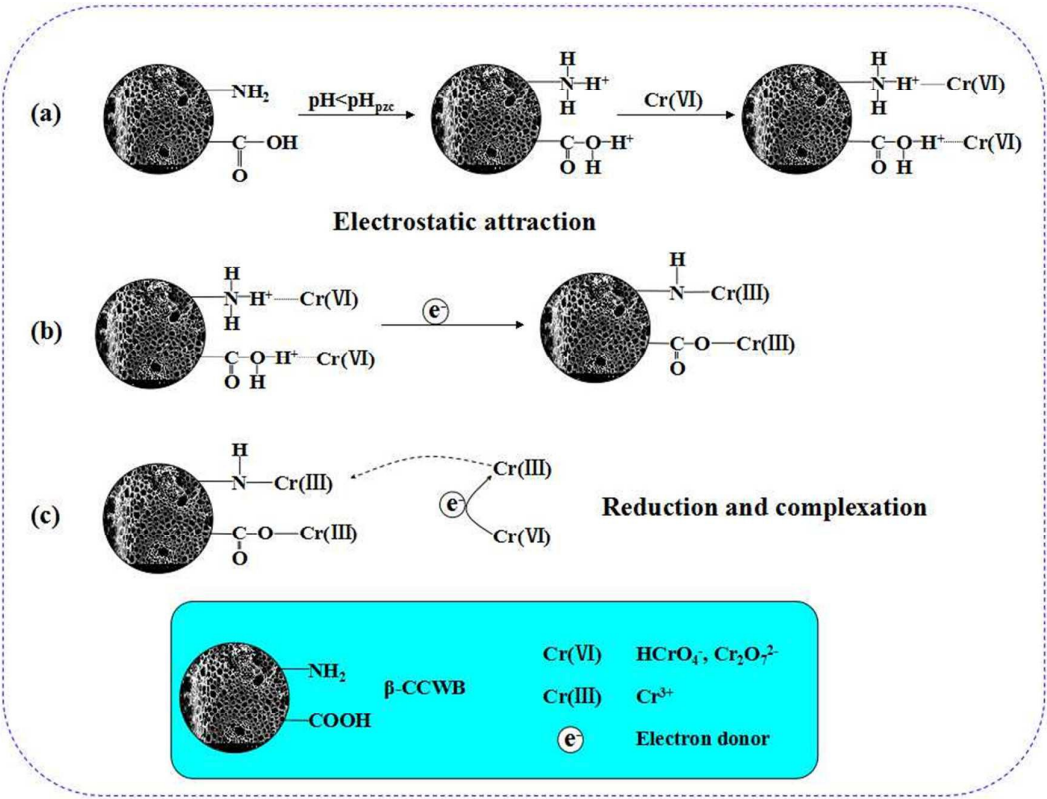 (a)
NH₂
C—OH
O
pH<pHpzc
H
N—H⁺
H
C—O—H⁺
O H
Cr(Ⅵ)
H
N—H⁺ Cr(Ⅵ)
H
C—O—H⁺ Cr(Ⅵ)
O H
Electrostatic attraction
(b)
H
N—H⁺ Cr(Ⅵ)
H
C—O—H⁺ Cr(Ⅵ)
O H
e⁻
H
N—Cr(Ⅲ)
C—O—Cr(Ⅲ)
O
(c)
H
N—Cr(Ⅲ)
C—O—Cr(Ⅲ)
O
Cr(Ⅲ)
e⁻
Cr(Ⅵ)
Reduction and complexation
NH₂
COOH
β-CCWB
Cr(Ⅵ) HCrO₄⁻, Cr₂O₇²⁻
Cr(Ⅲ) Cr³⁺
e⁻ Electron donor